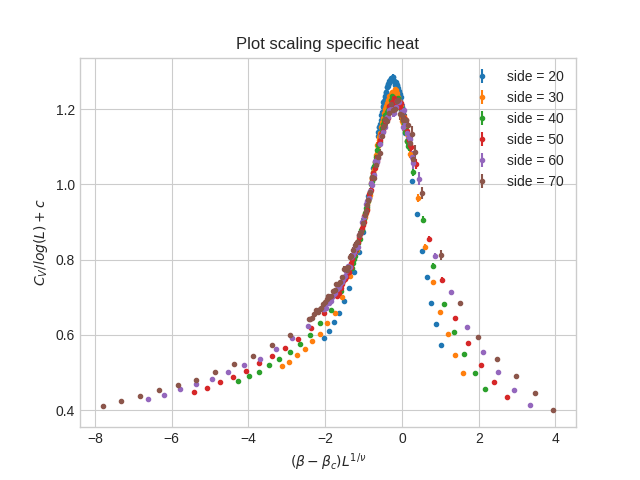 Plot scaling specific heat
side = 20
side = 30
side = 40
side = 50
side = 60
side = 70
1.2
1.0
0.8
0.6
0.4
C_V/log(L) + c
−8 −6 −4 −2 0 2 4
(β − β_c)L^{1/ν}